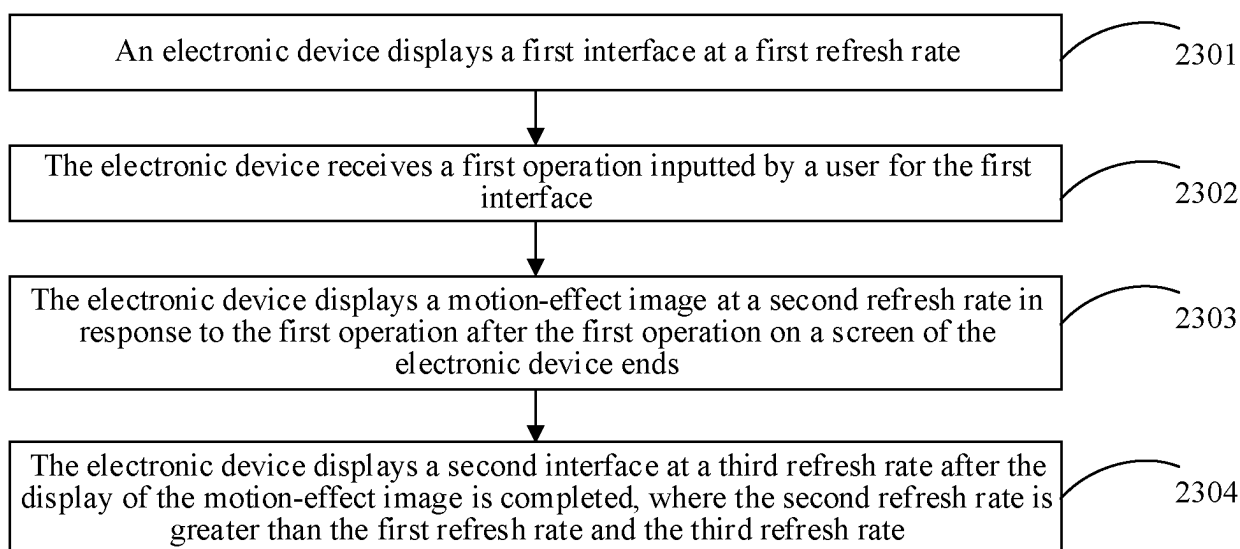 An electronic device displays a first interface at a first refresh rate
2301
The electronic device receives a first operation inputted by a user for the first
interface
2302
The electronic device displays a motion-effect image at a second refresh rate in
response to the first operation after the first operation on a screen of the
electronic device ends
2303
The electronic device displays a second interface at a third refresh rate after the
display of the motion-effect image is completed, where the second refresh rate is
greater than the first refresh rate and the third refresh rate
2304